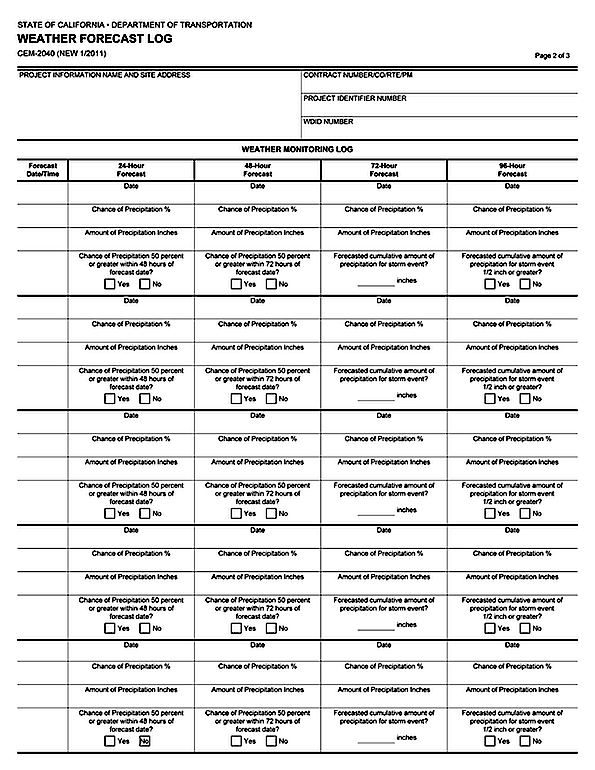 STATE OF CALIFORNIA • DEPARTMENT OF TRANSPORTATION
WEATHER FORECAST LOG
CEM-2040 (NEW 1/2011)
Page 2 of 3
PROJECT INFORMATION NAME AND SITE ADDRESS
CONTRACT NUMBER/CO/RTE/PM
PROJECT IDENTIFIER NUMBER
WDID NUMBER
WEATHER MONITORING LOG
Forecast 24-Hour 48-Hour 72-Hour 96-Hour
Date/Time Forecast Forecast Forecast Forecast
Date Date Date Date
Chance of Precipitation % Chance of Precipitation % Chance of Precipitation % Chance of Precipitation %
Amount of Precipitation Inches Amount of Precipitation Inches Amount of Precipitation Inches Amount of Precipitation Inches
Chance of Precipitation 50 percent Chance of Precipitation 50 percent Forecasted cumulative amount of Forecasted cumulative amount of
or greater within 48 hours of or greater within 72 hours of precipitation for storm event? precipitation for storm event
forecast date? forecast date? 1/2 inch or greater?
Yes No Yes No inches Yes No
Date Date Date Date
Chance of Precipitation % Chance of Precipitation % Chance of Precipitation % Chance of Precipitation %
Amount of Precipitation Inches Amount of Precipitation Inches Amount of Precipitation Inches Amount of Precipitation Inches
Chance of Precipitation 50 percent Chance of Precipitation 50 percent Forecasted cumulative amount of Forecasted cumulative amount of
or greater within 48 hours of or greater within 72 hours of precipitation for storm event? precipitation for storm event
forecast date? forecast date? 1/2 inch or greater?
Yes No Yes No inches Yes No
Date Date Date Date
Chance of Precipitation % Chance of Precipitation % Chance of Precipitation % Chance of Precipitation %
Amount of Precipitation Inches Amount of Precipitation Inches Amount of Precipitation Inches Amount of Precipitation Inches
Chance of Precipitation 50 percent Chance of Precipitation 50 percent Forecasted cumulative amount of Forecasted cumulative amount of
or greater within 48 hours of or greater within 72 hours of precipitation for storm event? precipitation for storm event
forecast date? forecast date? 1/2 inch or greater?
Yes No Yes No inches Yes No
Date Date Date Date
Chance of Precipitation % Chance of Precipitation % Chance of Precipitation % Chance of Precipitation %
Amount of Precipitation Inches Amount of Precipitation Inches Amount of Precipitation Inches Amount of Precipitation Inches
Chance of Precipitation 50 percent Chance of Precipitation 50 percent Forecasted cumulative amount of Forecasted cumulative amount of
or greater within 48 hours of or greater within 72 hours of precipitation for storm event? precipitation for storm event
forecast date? forecast date? 1/2 inch or greater?
Yes No Yes No inches Yes No
Date Date Date Date
Chance of Precipitation % Chance of Precipitation % Chance of Precipitation % Chance of Precipitation %
Amount of Precipitation Inches Amount of Precipitation Inches Amount of Precipitation Inches Amount of Precipitation Inches
Chance of Precipitation 50 percent Chance of Precipitation 50 percent Forecasted cumulative amount of Forecasted cumulative amount of
or greater within 48 hours of or greater within 72 hours of precipitation for storm event? precipitation for storm event
forecast date? forecast date? 1/2 inch or greater?
Yes No Yes No inches Yes No